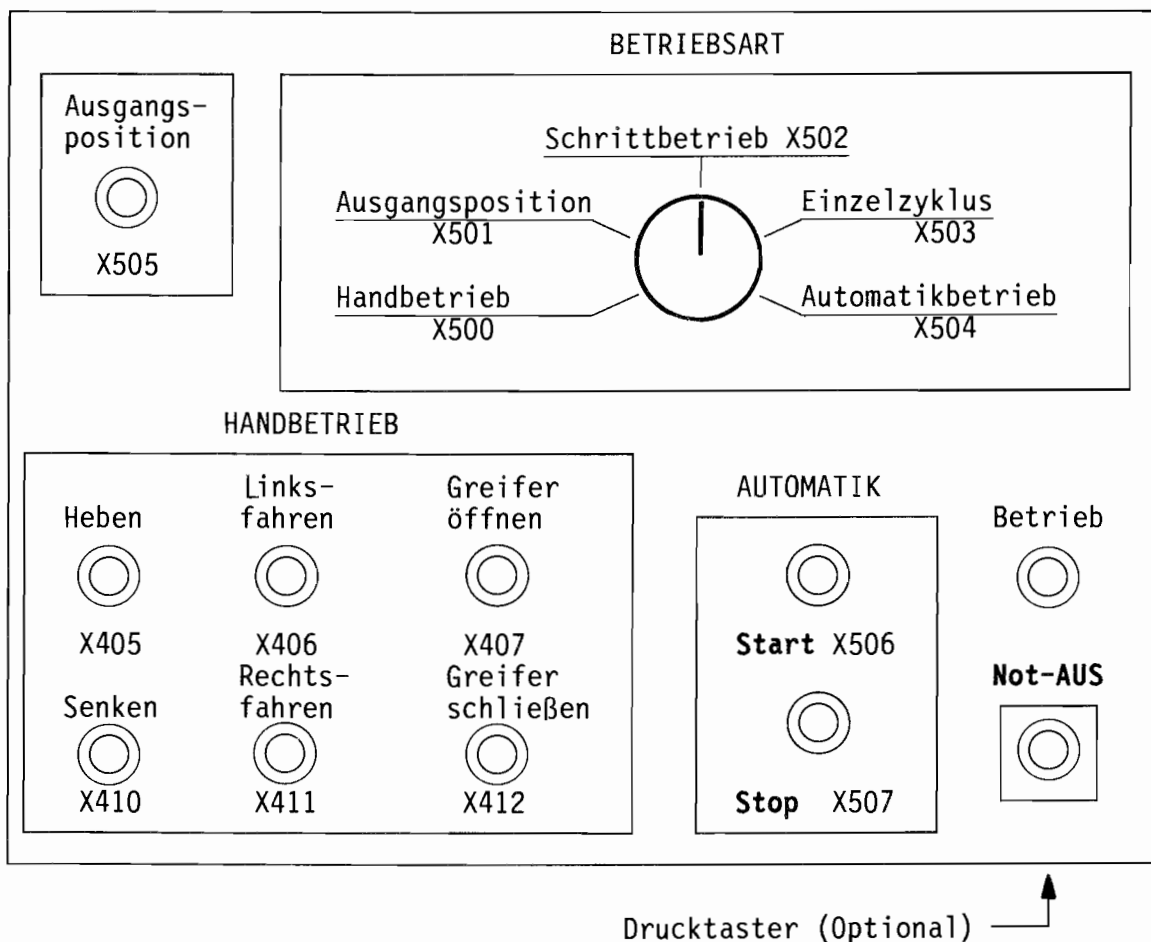 BETRIEBSART
Ausgangs-
position
X505
Schrittbetrieb X502
Ausgangsposition
X501
Einzelzyklus
X503
Handbetrieb
X500
Automatikbetrieb
X504
HANDBETRIEB
Heben
X405
Links-
fahren
X406
Greifer
öffnen
X407
Senken
X410
Rechts-
fahren
X411
Greifer
schließen
X412
AUTOMATIK
Start X506
Stop X507
Betrieb
Not-AUS
Drucktaster (Optional)